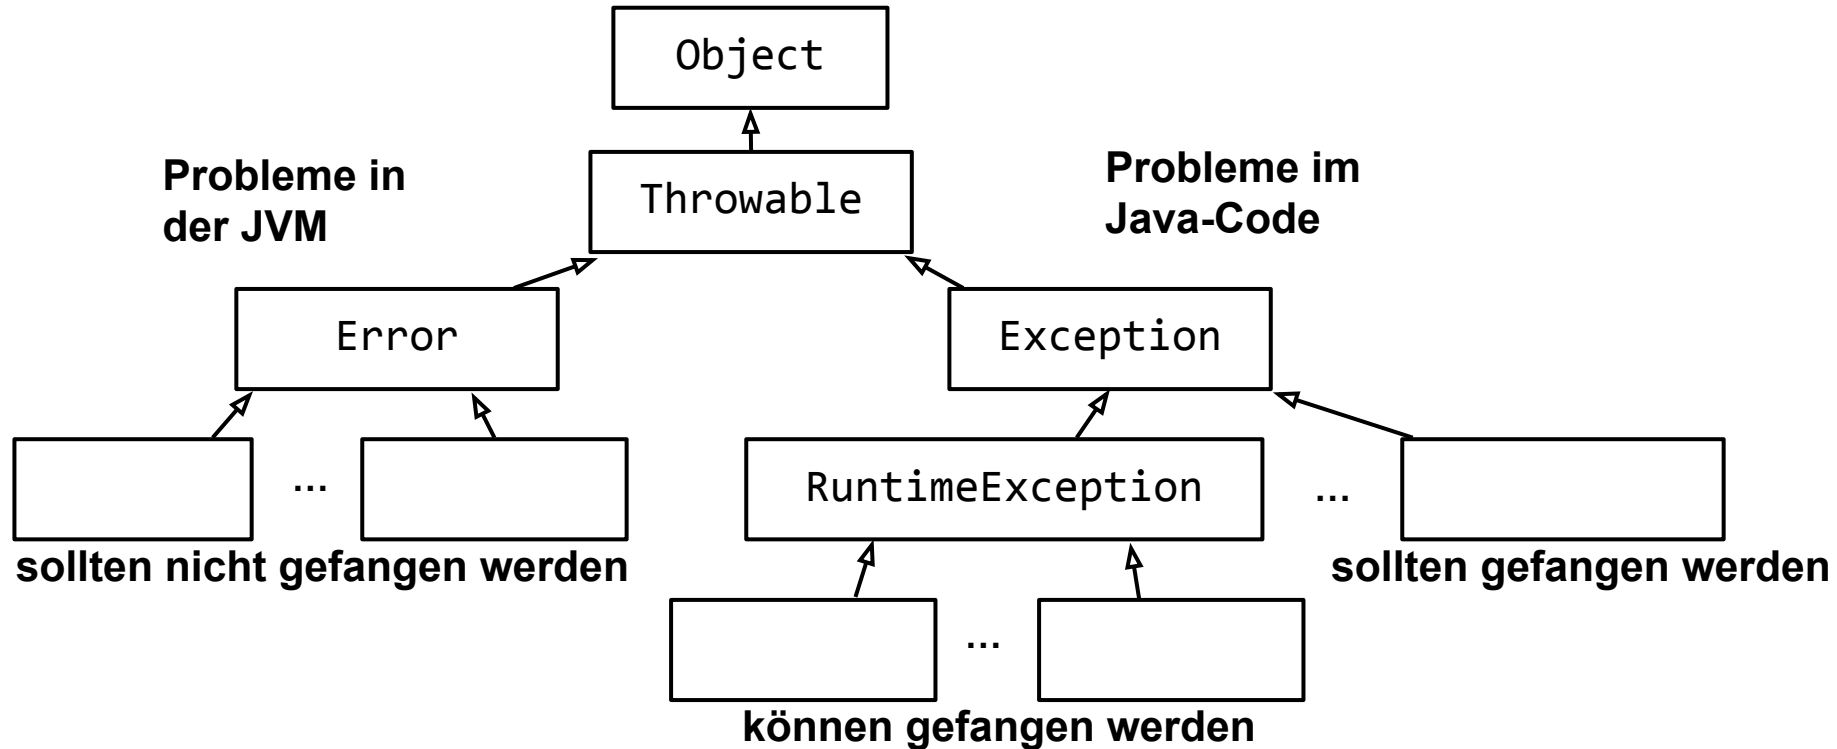 Object
Probleme in
der JVM
Throwable
Probleme im
Java-Code
Error
Exception
...
RuntimeException
...
sollten nicht gefangen werden
sollten gefangen werden
...
können gefangen werden